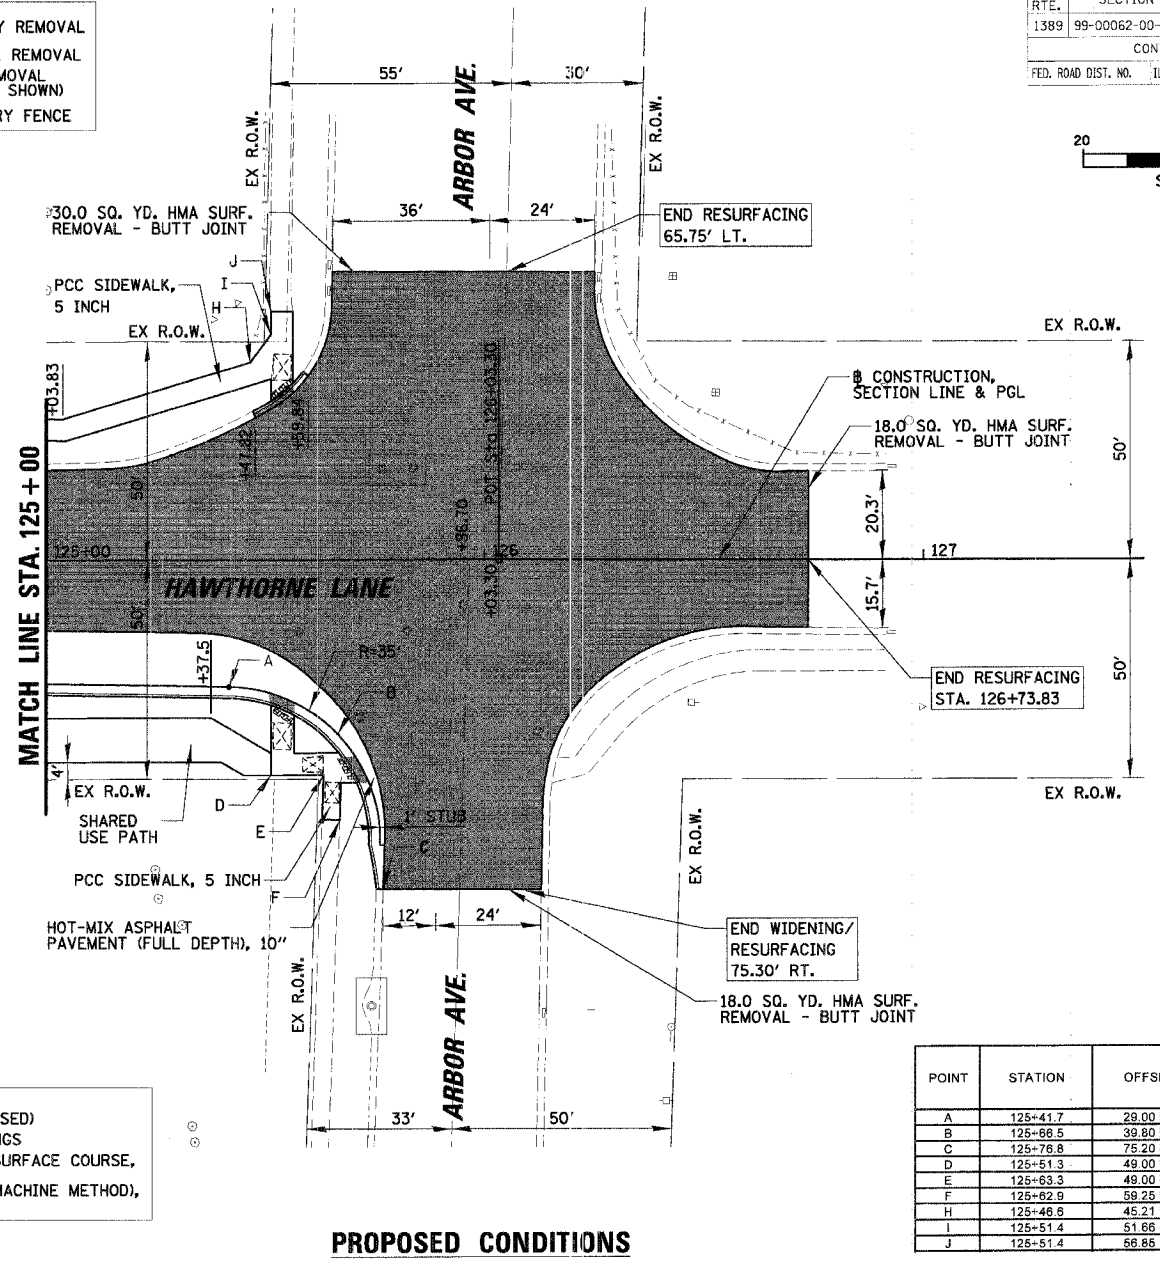 Y REMOVAL
REMOVAL
MOVAL
SHOWN)
RY FENCE
RTE.
SECTION
1389 99-00062-00-
CON
FED. ROAD DIST. NO.
20
55'
30'
ARBOR AVE.
EX R.O.W.
EX R.O.W.
30.0 SQ. YD. HMA SURF.
REMOVAL - BUTT JOINT
36'
24'
END RESURFACING
65.75' LT.
J
I
H
PCC SIDEWALK,
5 INCH
EX R.O.W.
EX R.O.W.
+03.83
+47.82
+59.84
POT Sta 126+03.30
℄ CONSTRUCTION,
SECTION LINE & PGL
18.0 SQ. YD. HMA SURF.
REMOVAL - BUTT JOINT
50'
50'
20.3'
MATCH LINE STA. 125+00
125+00
+86.70
126
127
HAWTHORNE LANE
+03.30
50'
15.7'
50'
+37.5
A
R=35'
B
END RESURFACING
STA. 126+73.83
4'
EX R.O.W.
D
EX R.O.W.
SHARED
USE PATH
E
1' STUB
C
PCC SIDEWALK, 5 INCH
F
EX R.O.W.
HOT-MIX ASPHALT
PAVEMENT (FULL DEPTH), 10"
12'
24'
END WIDENING/
RESURFACING
75.30' RT.
EX R.O.W.
18.0 SQ. YD. HMA SURF.
REMOVAL - BUTT JOINT
ARBOR AVE.
33'
50'
SED)
NGS
SURFACE COURSE,
MACHINE METHOD),
POINT STATION OFFS
A 125+41.7 29.00
B 125+66.5 39.80
C 125+76.8 75.20
D 125+51.3 49.00
E 125+63.3 49.00
F 125+62.9 59.25
H 125+46.6 45.21
I 125+51.4 51.66
J 125+51.4 56.85
PROPOSED CONDITIONS